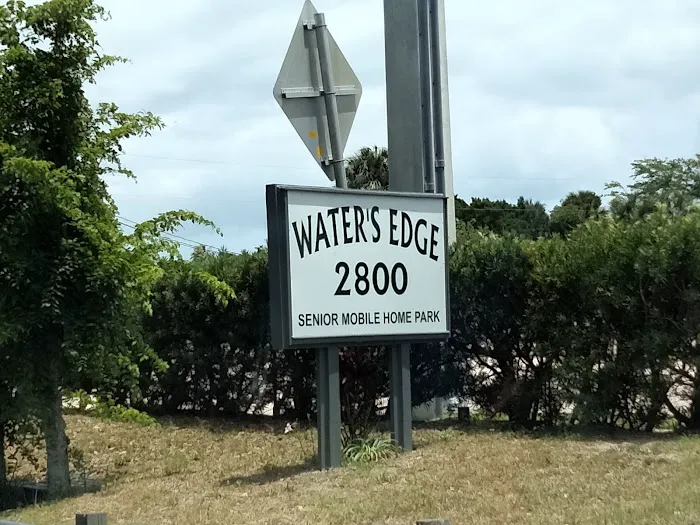 WATER'S EDGE
2800
SENIOR MOBILE HOME PARK